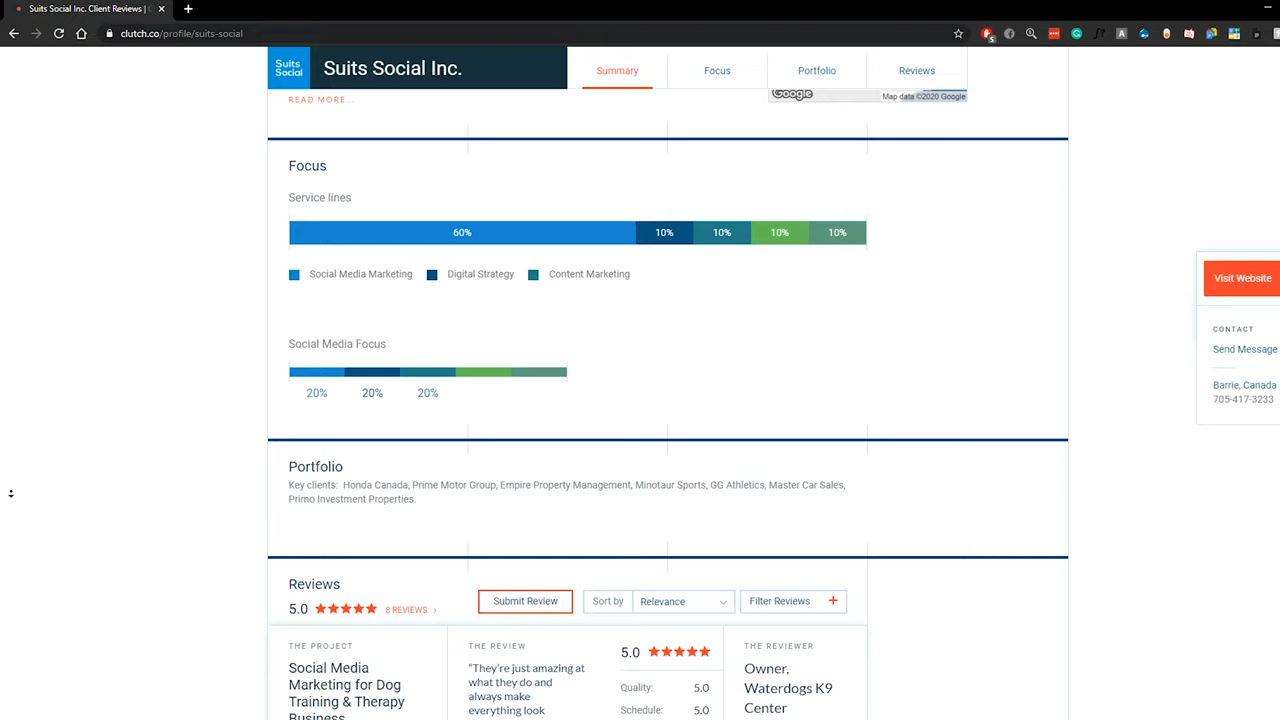 Suits Social Inc. Client Reviews |
clutch.co/profile/suits-social
Suits
Social
Suits Social Inc.
Summary
Focus
Portfolio
Reviews
READ MORE...
Google
Map data ©2020 Google
Focus
Service lines
60%
10%
10%
10%
10%
Social Media Marketing
Digital Strategy
Content Marketing
Visit Website
CONTACT
Send Message
Barrie, Canada
705-417-3233
Social Media Focus
20%
20%
20%
Portfolio
Key clients: Honda Canada, Prime Motor Group, Empire Property Management, Minotaur Sports, GG Athletics, Master Car Sales,
Primo Investment Properties.
Reviews
5.0
8 REVIEWS
Submit Review
Sort by
Relevance
Filter Reviews +
THE PROJECT
Social Media
Marketing for Dog
Training & Therapy
Business
THE REVIEW
“They're just amazing at
what they do and
always make
everything look
5.0
Quality: 5.0
Schedule: 5.0
THE REVIEWER
Owner,
Waterdogs K9
Center